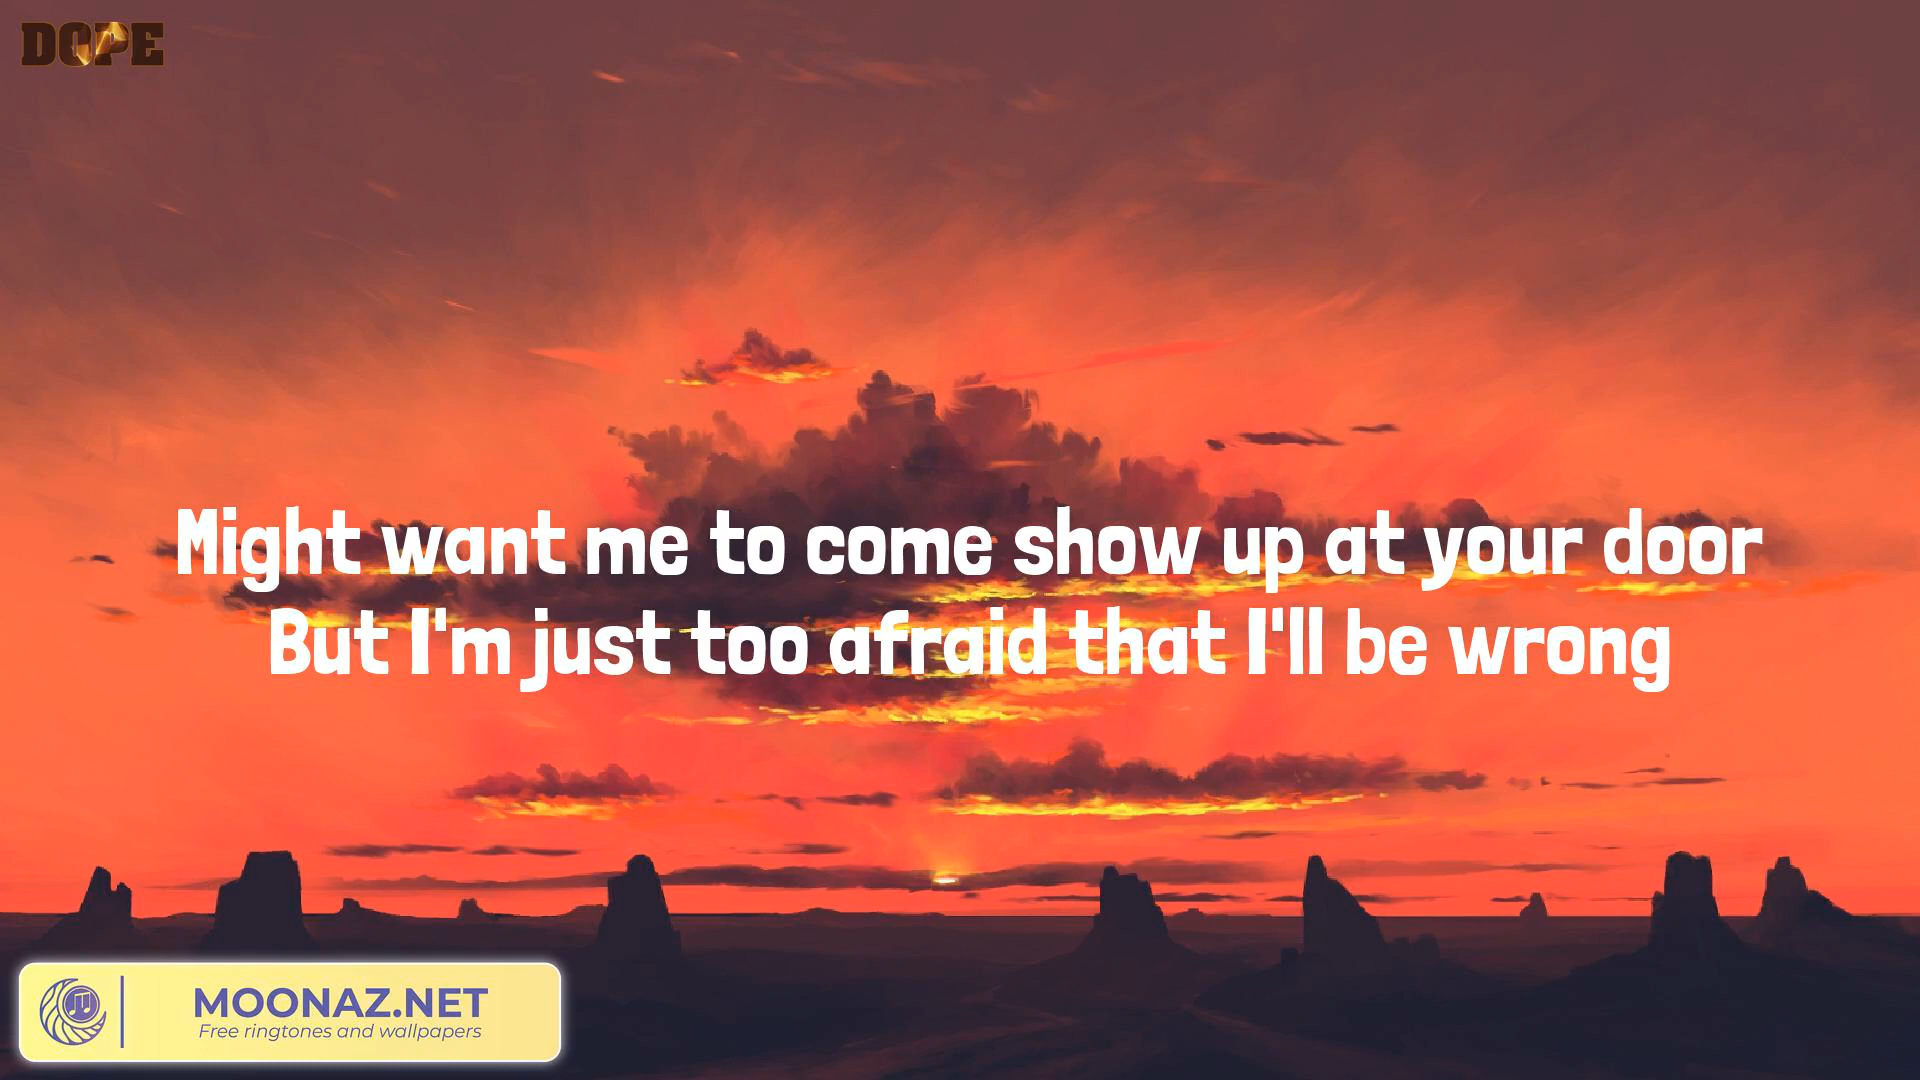 DOPE
Might want me to come show up at your door
But I'm just too afraid that I'll be wrong
MOONAZ.NET
Free ringtones and wallpapers